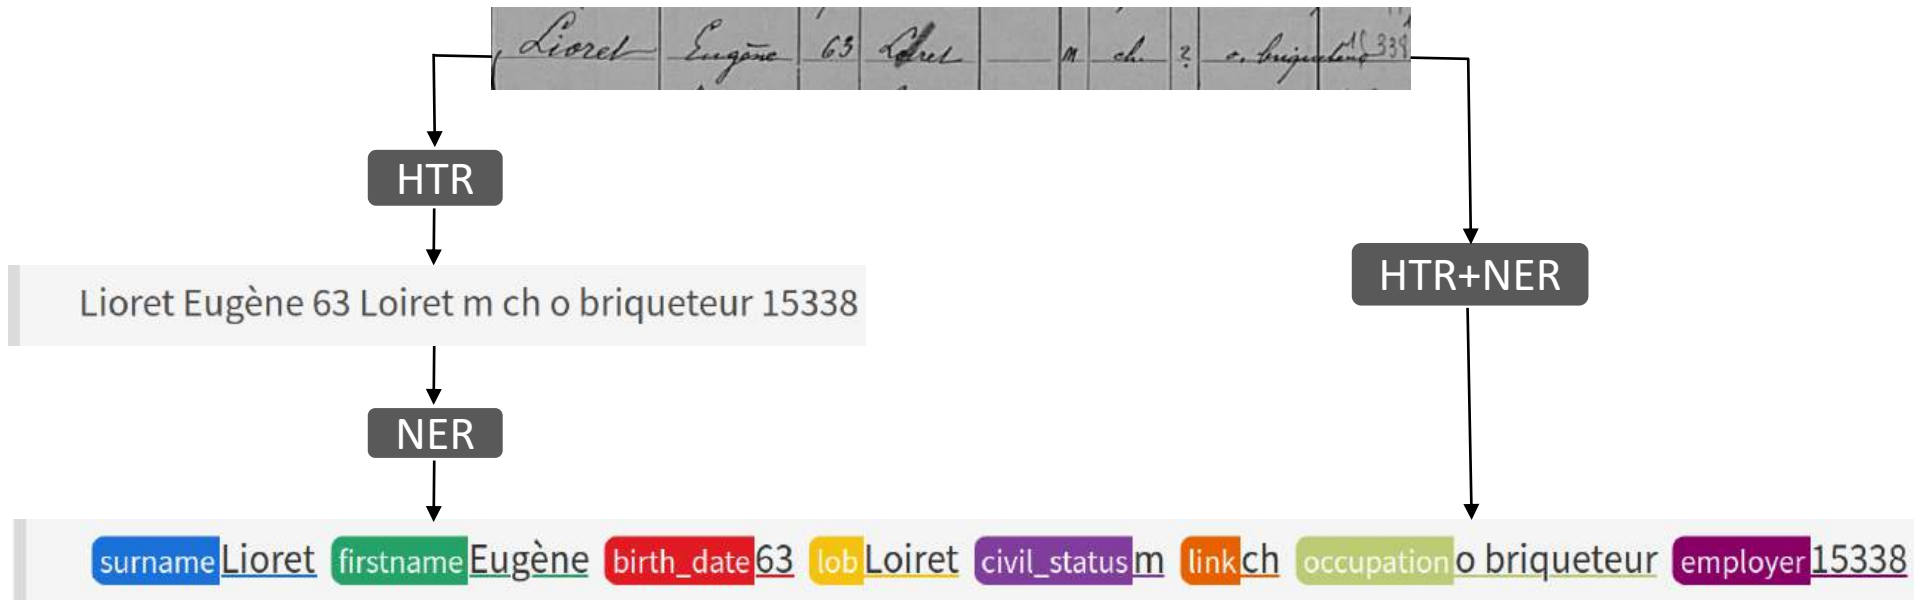 Lioret Eugène 63 Loiret m ch. ? o. briqueteur 15338
HTR
HTR+NER
Lioret Eugène 63 Loiret m ch o briqueteur 15338
NER
surname Lioret firstname Eugène birth_date 63 lob Loiret civil_status m link ch occupation o briqueteur employer 15338